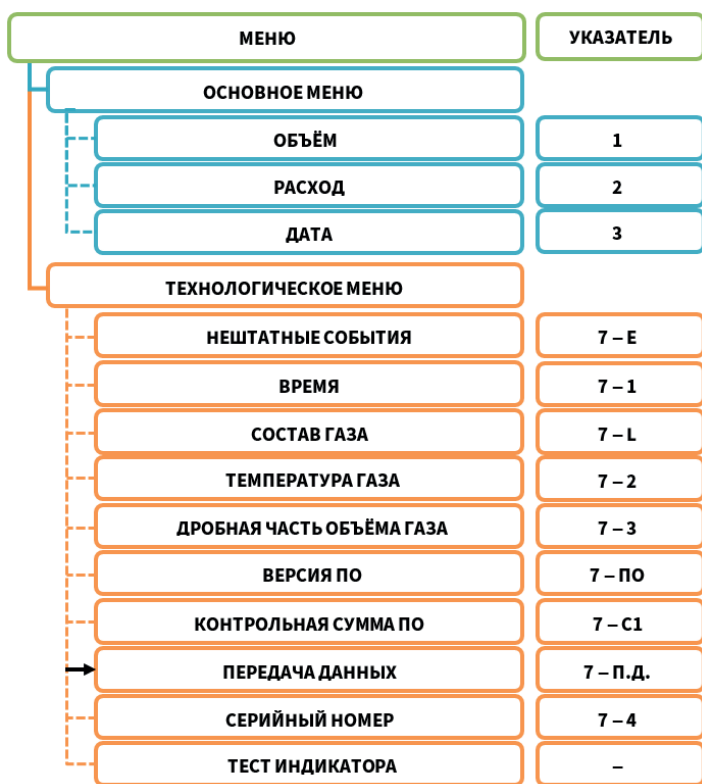 МЕНЮ УКАЗАТЕЛЬ
ОСНОВНОЕ МЕНЮ
ОБЪЁМ 1
РАСХОД 2
ДАТА 3
ТЕХНОЛОГИЧЕСКОЕ МЕНЮ
НЕШТАТНЫЕ СОБЫТИЯ 7 – Е
ВРЕМЯ 7 – 1
СОСТАВ ГАЗА 7 – L
ТЕМПЕРАТУРА ГАЗА 7 – 2
ДРОБНАЯ ЧАСТЬ ОБЪЁМА ГАЗА 7 – 3
ВЕРСИЯ ПО 7 – ПО
КОНТРОЛЬНАЯ СУММА ПО 7 – С1
ПЕРЕДАЧА ДАННЫХ 7 – П.Д.
СЕРИЙНЫЙ НОМЕР 7 – 4
ТЕСТ ИНДИКАТОРА –